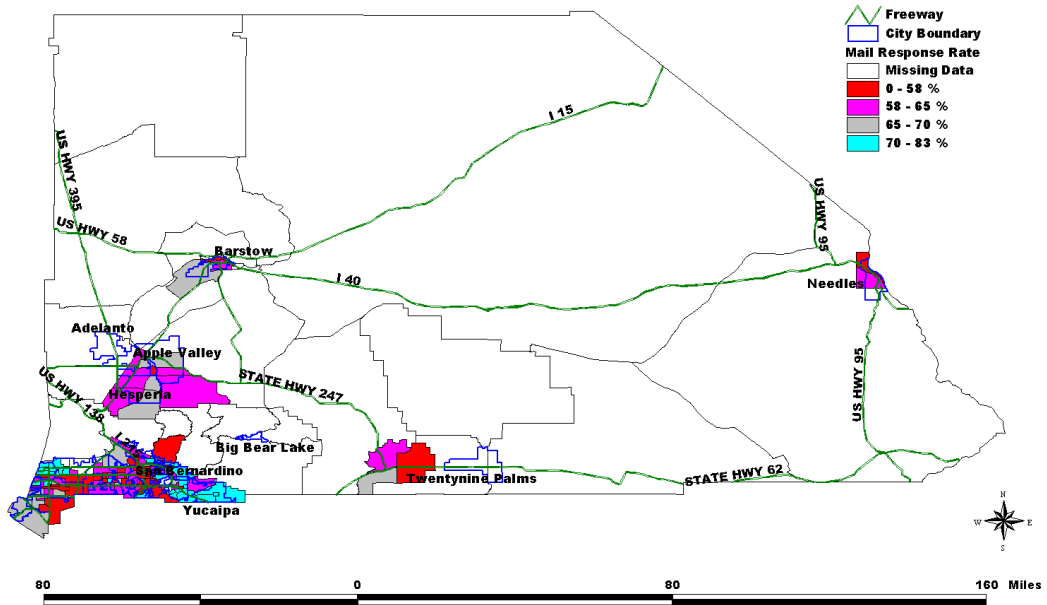 Freeway
City Boundary
Mail Response Rate
Missing Data
0 - 58 %
58 - 65 %
65 - 70 %
70 - 83 %
I 15
US HWY 395
US HWY 58
US HWY 95
Barstow
I 40
Needles
Adelanto
Apple Valley
US HWY 138
Hesperia
STATE HWY 247
US HWY 95
I-215
Big Bear Lake
San Bernardino
Twentynine Palms
STATE HWY 62
Yucaipa
N
W E
S
80 0 80 160 Miles